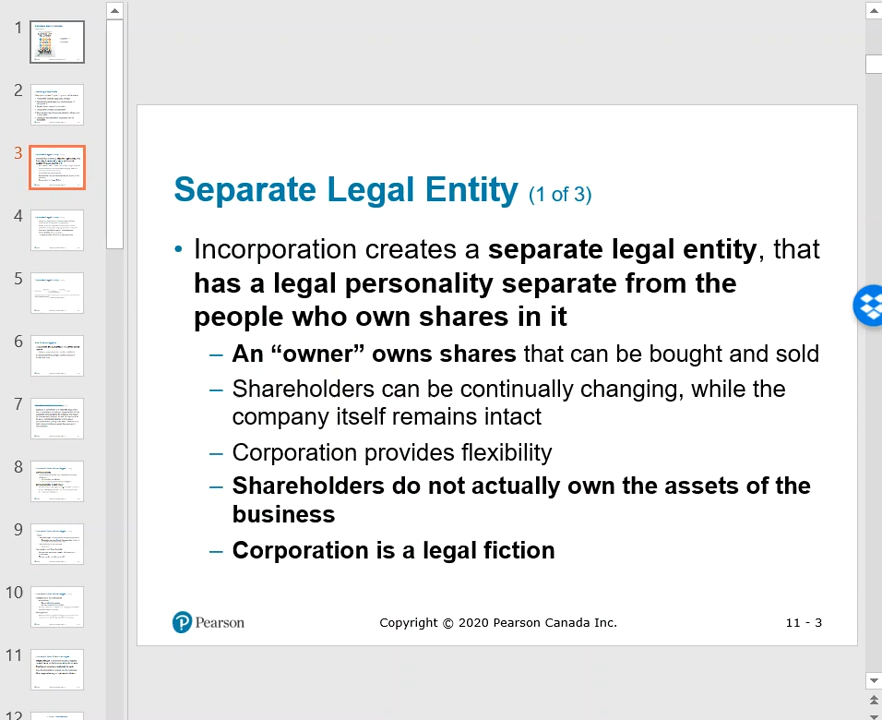 1
2
3
4
5
6
7
8
9
10
11
12
Separate Legal Entity (1 of 3)
• Incorporation creates a separate legal entity, that
has a legal personality separate from the
people who own shares in it
– An “owner” owns shares that can be bought and sold
– Shareholders can be continually changing, while the
company itself remains intact
– Corporation provides flexibility
– Shareholders do not actually own the assets of the
business
– Corporation is a legal fiction
P Pearson
Copyright © 2020 Pearson Canada Inc.
11 - 3